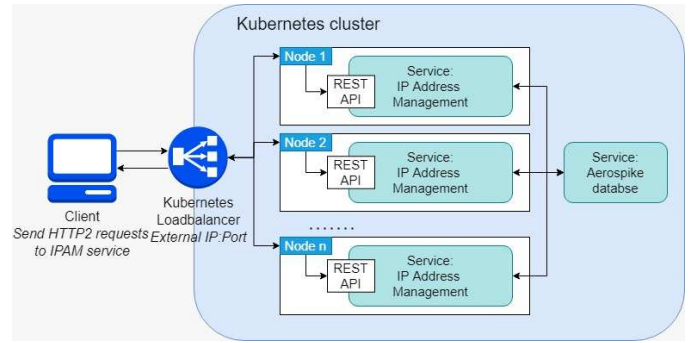 Kubernetes cluster
Node 1
REST
API
Service:
IP Address
Management
Node 2
REST
API
Service:
IP Address
Management
.......
Node n
REST
API
Service:
IP Address
Management
Service:
Aerospike
databse
Client
Send HTTP2 requests
to IPAM service
Kubernetes
Loadbalancer
External IP:Port